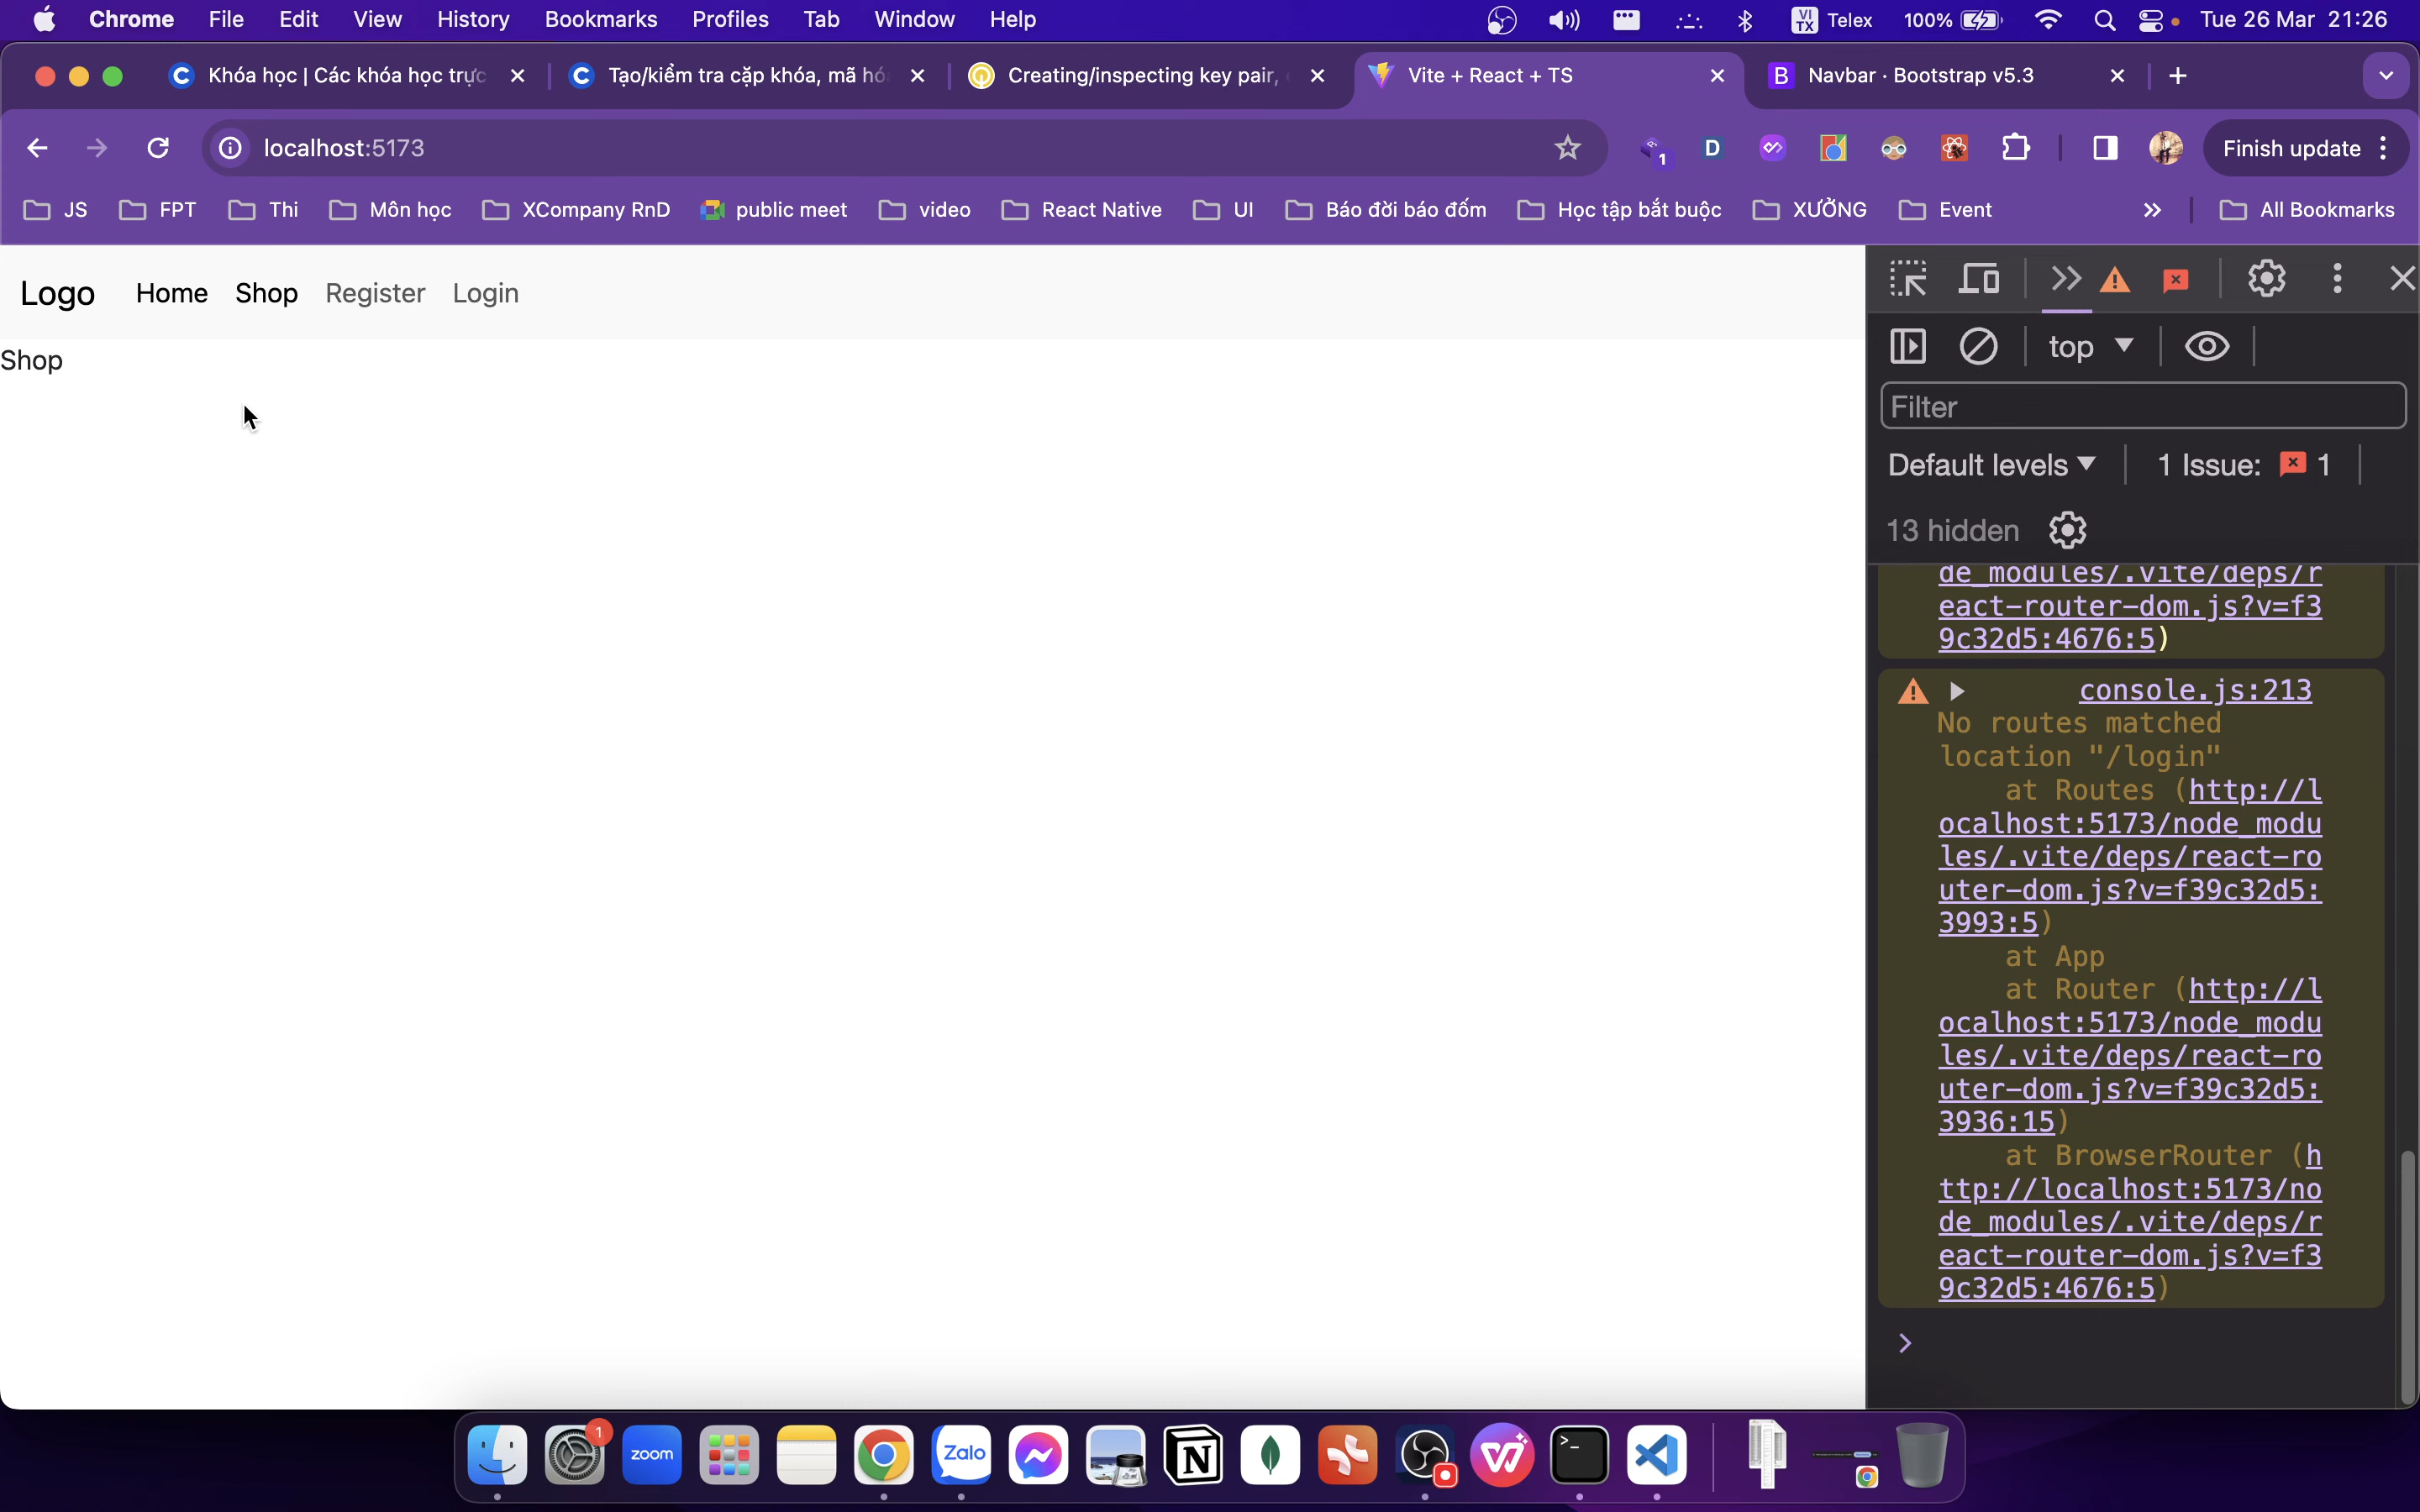 Chrome File Edit View History Bookmarks Profiles Tab Window Help VI TX Telex 100% Tue 26 Mar 21:26
Khóa học | Các khóa học trực Tạo/kiểm tra cặp khóa, mã hó Creating/inspecting key pair, Vite + React + TS B Navbar · Bootstrap v5.3
localhost:5173 1 D Finish update
JS FPT Thi Môn học XCompany RnD public meet video React Native UI Báo đời báo đốm Học tập bắt buộc XƯỞNG Event All Bookmarks
Logo Home Shop Register Login
Shop
top
Filter
Default levels 1 Issue: 1
13 hidden
de_modules/.vite/deps/r
eact-router-dom.js?v=f3
9c32d5:4676:5)
console.js:213
No routes matched
location "/login"
at Routes (http://l
ocalhost:5173/node_modu
les/.vite/deps/react-ro
uter-dom.js?v=f39c32d5:
3993:5)
at App
at Router (http://l
ocalhost:5173/node_modu
les/.vite/deps/react-ro
uter-dom.js?v=f39c32d5:
3936:15)
at BrowserRouter (h
ttp://localhost:5173/no
de_modules/.vite/deps/r
eact-router-dom.js?v=f3
9c32d5:4676:5)
1 zoom Zalo